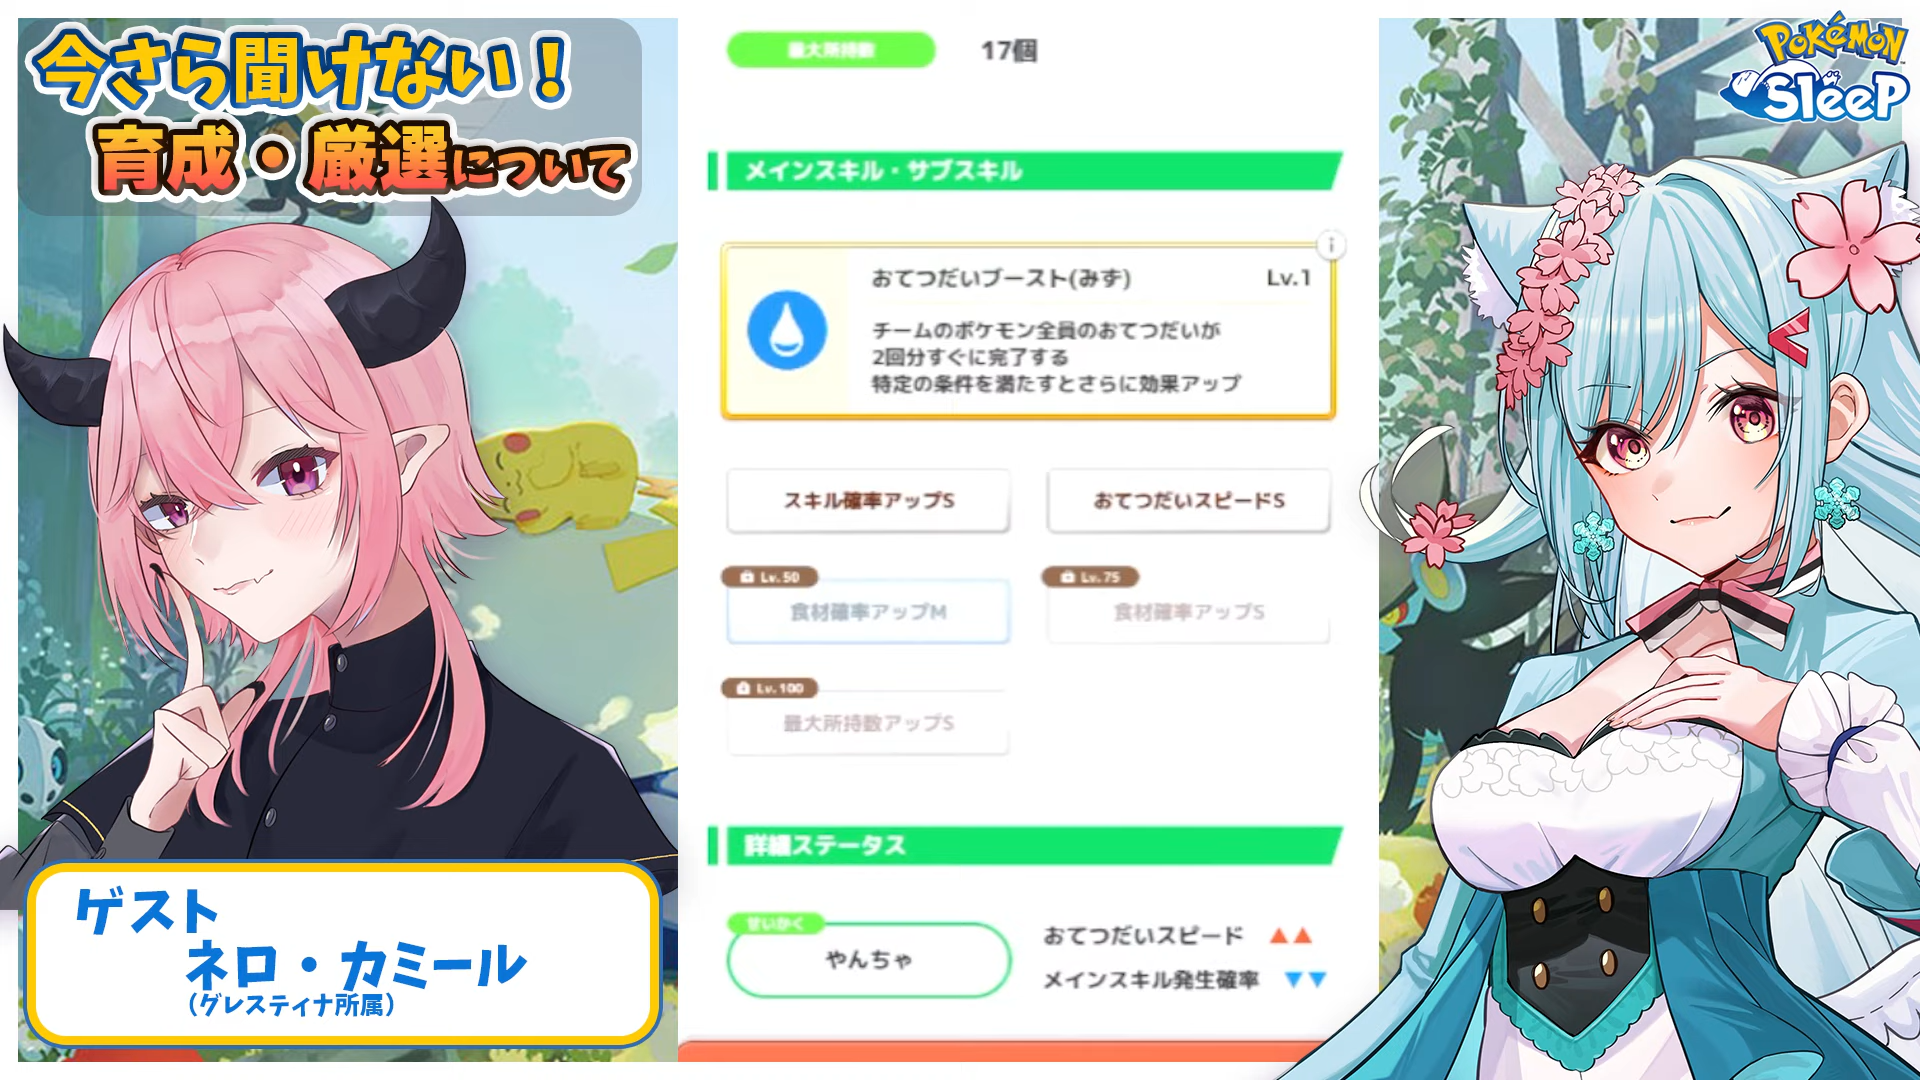 今さら聞けない！
育成・厳選について
最大所持数
17個
POKéMON
Sleep
メインスキル・サブスキル
おてつだいブースト(みず)
Lv.1
チームのポケモン全員のおてつだいが
2回分すぐに完了する
特定の条件を満たすとさらに効果アップ
スキル確率アップS
おてつだいスピードS
Lv.50
食材確率アップM
Lv.75
食材確率アップS
Lv.100
最大所持数アップS
詳細ステータス
せいかく
やんちゃ
おてつだいスピード ▲▲
メインスキル発生確率 ▼▼
ゲスト
ネロ・カミール
（グレスティナ所属）